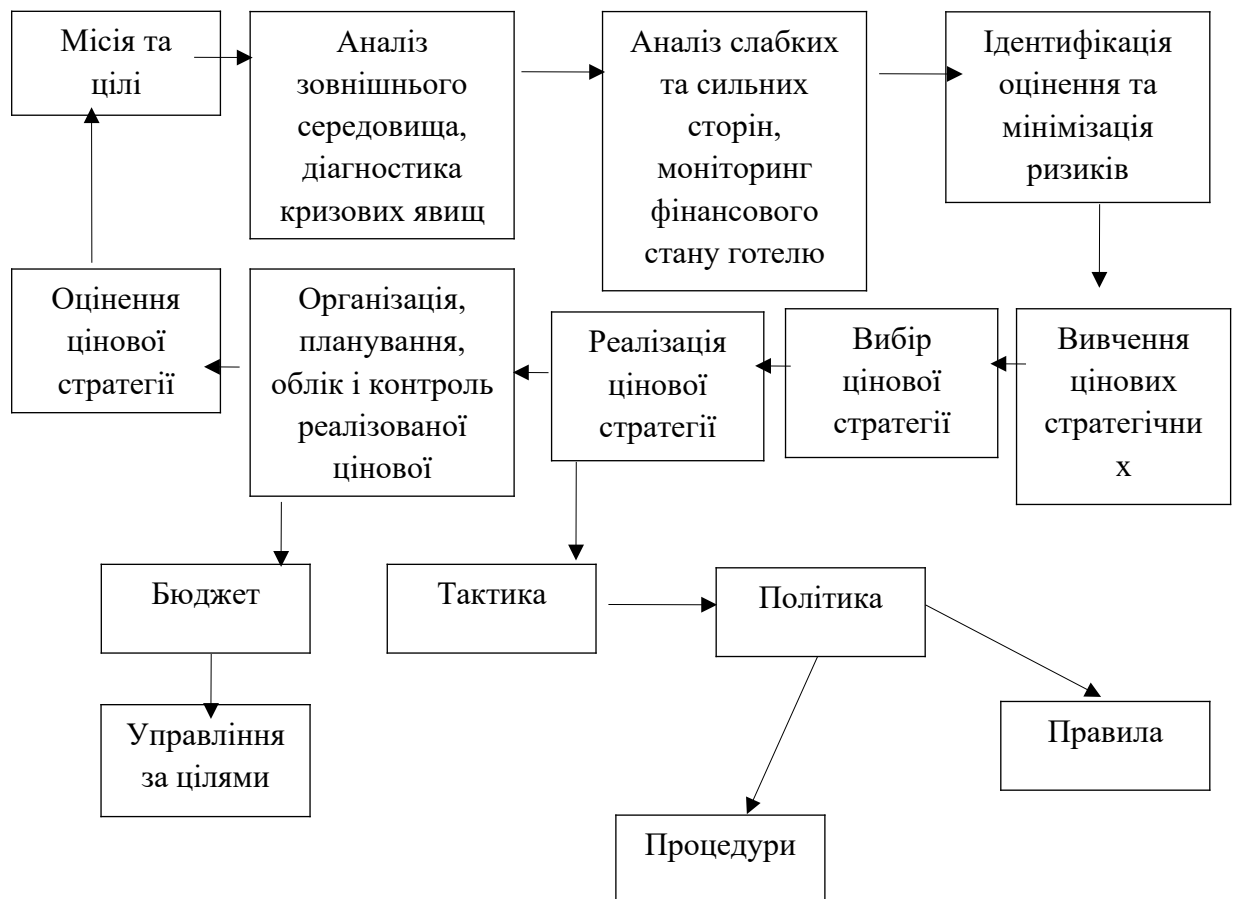 Місія та
цілі
Аналіз
зовнішнього
середовища,
діагностика
кризових явищ
Аналіз слабких
та сильних
сторін,
моніторинг
фінансового
стану готелю
Ідентифікація
оцінення та
мінімізація
ризиків
Оцінення
цінової
стратегії
Організація,
планування,
облік і контроль
реалізованої
цінової
Реалізація
цінової
стратегії
Вибір
цінової
стратегії
Вивчення
цінових
стратегічни
х
Бюджет
Тактика
Політика
Управління
за цілями
Правила
Процедури